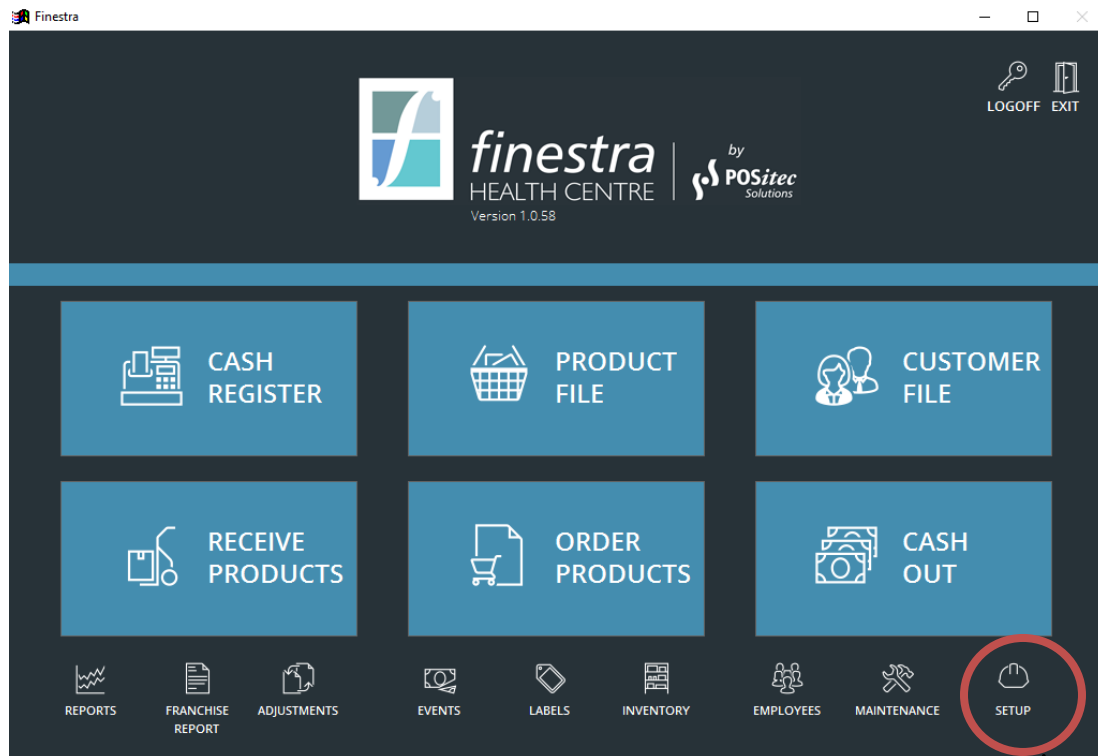 Finestra
LOGOFF EXIT
finestra
HEALTH CENTRE
by
POSitec
Solutions
Version 1.0.58
CASH
REGISTER
PRODUCT
FILE
CUSTOMER
FILE
RECEIVE
PRODUCTS
ORDER
PRODUCTS
CASH
OUT
REPORTS
FRANCHISE
REPORT
ADJUSTMENTS
EVENTS
LABELS
INVENTORY
EMPLOYEES
MAINTENANCE
SETUP